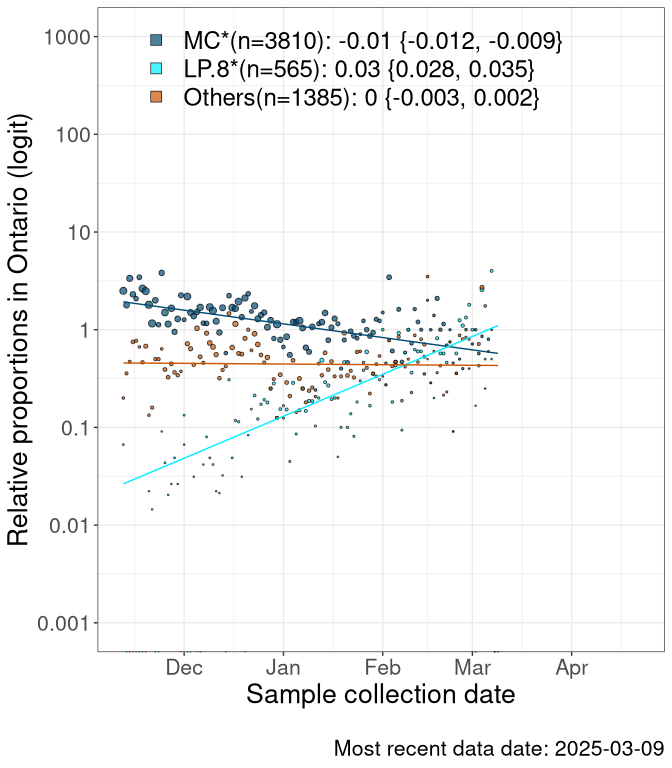 MC*(n=3810): -0.01 {-0.012, -0.009}
LP.8*(n=565): 0.03 {0.028, 0.035}
Others(n=1385): 0 {-0.003, 0.002}
Relative proportions in Ontario (logit)
1000
100
10
1
0.1
0.01
0.001
Dec Jan Feb Mar Apr
Sample collection date
Most recent data date: 2025-03-09